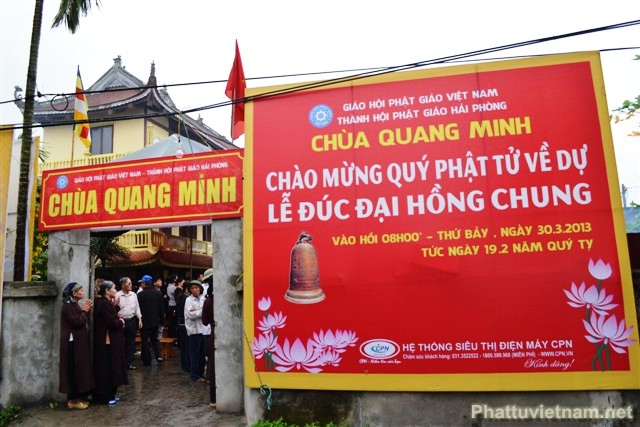 GIÁO HỘI PHẬT GIÁO VIỆT NAM - THÀNH HỘI PHẬT GIÁO HẢI PHÒNG
CHÙA QUANG MINH
GIÁO HỘI PHẬT GIÁO VIỆT NAM
THÀNH HỘI PHẬT GIÁO HẢI PHÒNG
CHÙA QUANG MINH
CHÀO MỪNG QUÝ PHẬT TỬ VỀ DỰ
LỄ ĐÚC ĐẠI HỒNG CHUNG
VÀO HỒI 08H00' - THỨ BẢY , NGÀY 30.3.2013
TỨC NGÀY 19.2 NĂM QUÝ TỴ
CPN
HỆ THỐNG SIÊU THỊ ĐIỆN MÁY CPN
Kính dâng!
Phattuvietnam.net